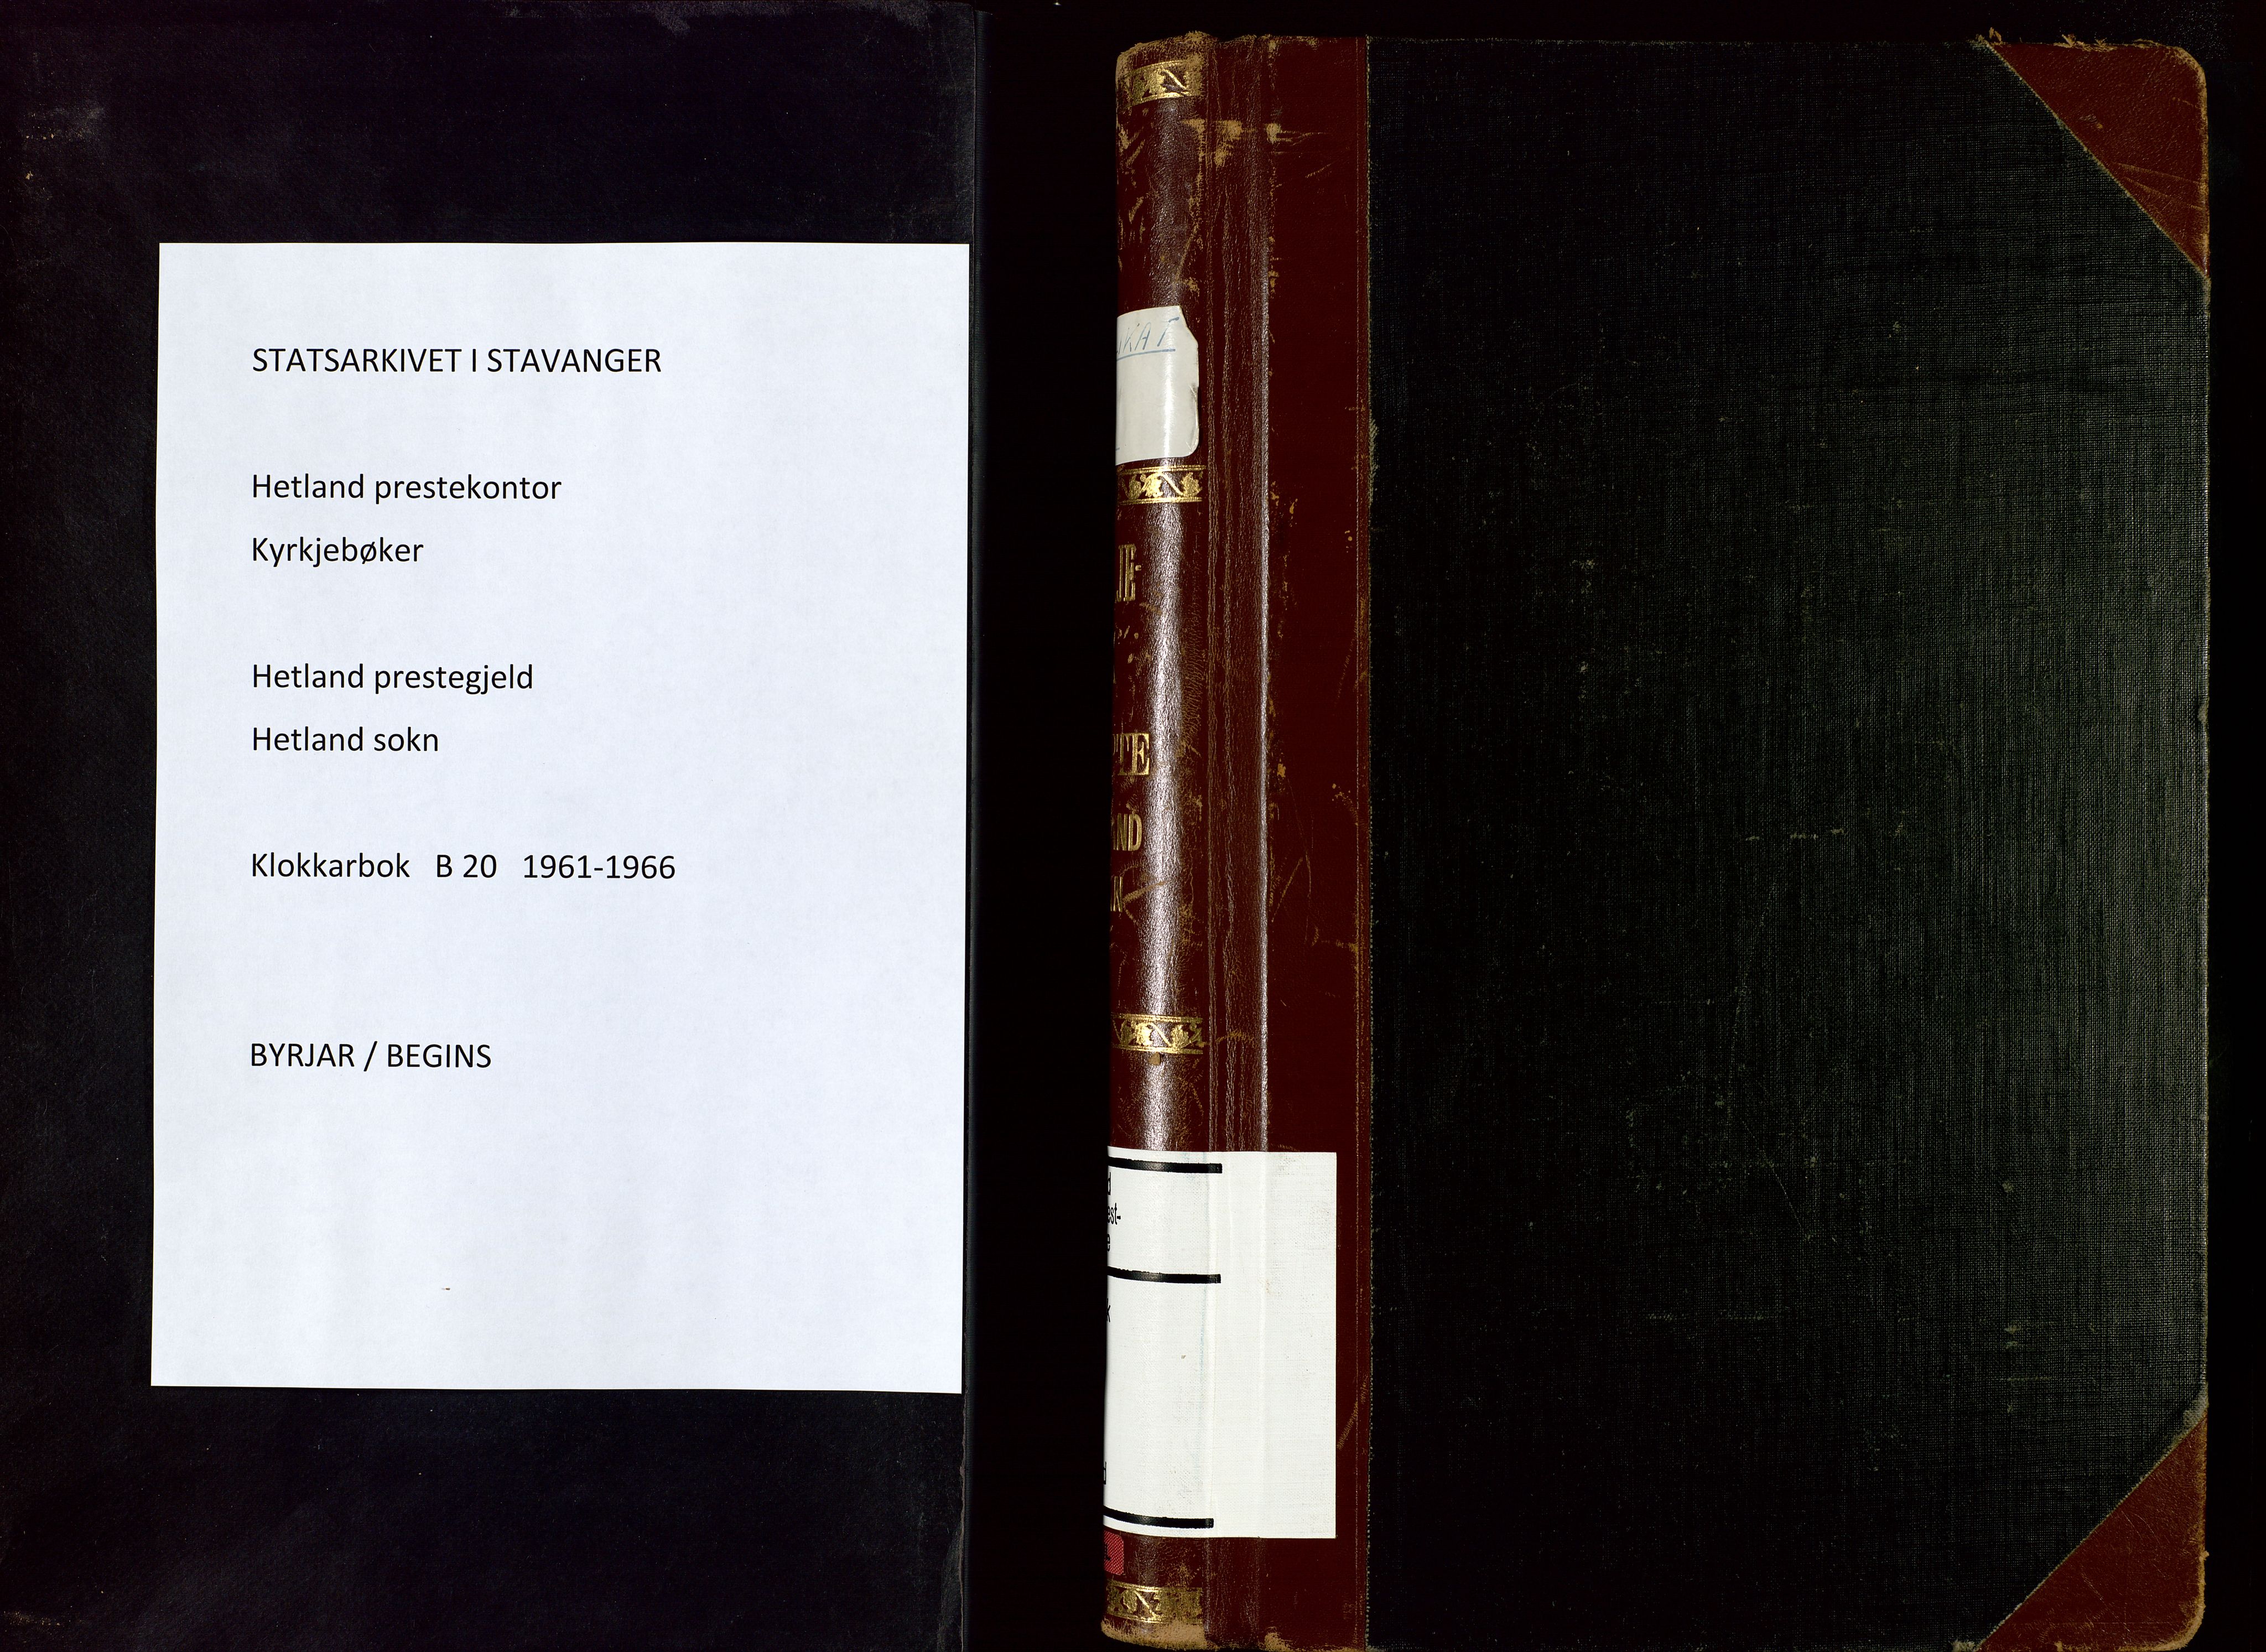 STATSARKIVET I STAVANGER
Hetland prestekontor
Kyrkjebøker
Hetland prestegjeld
Hetland sokn
Klokkarbok B 20 1961-1966
BYRJAR / BEGINS